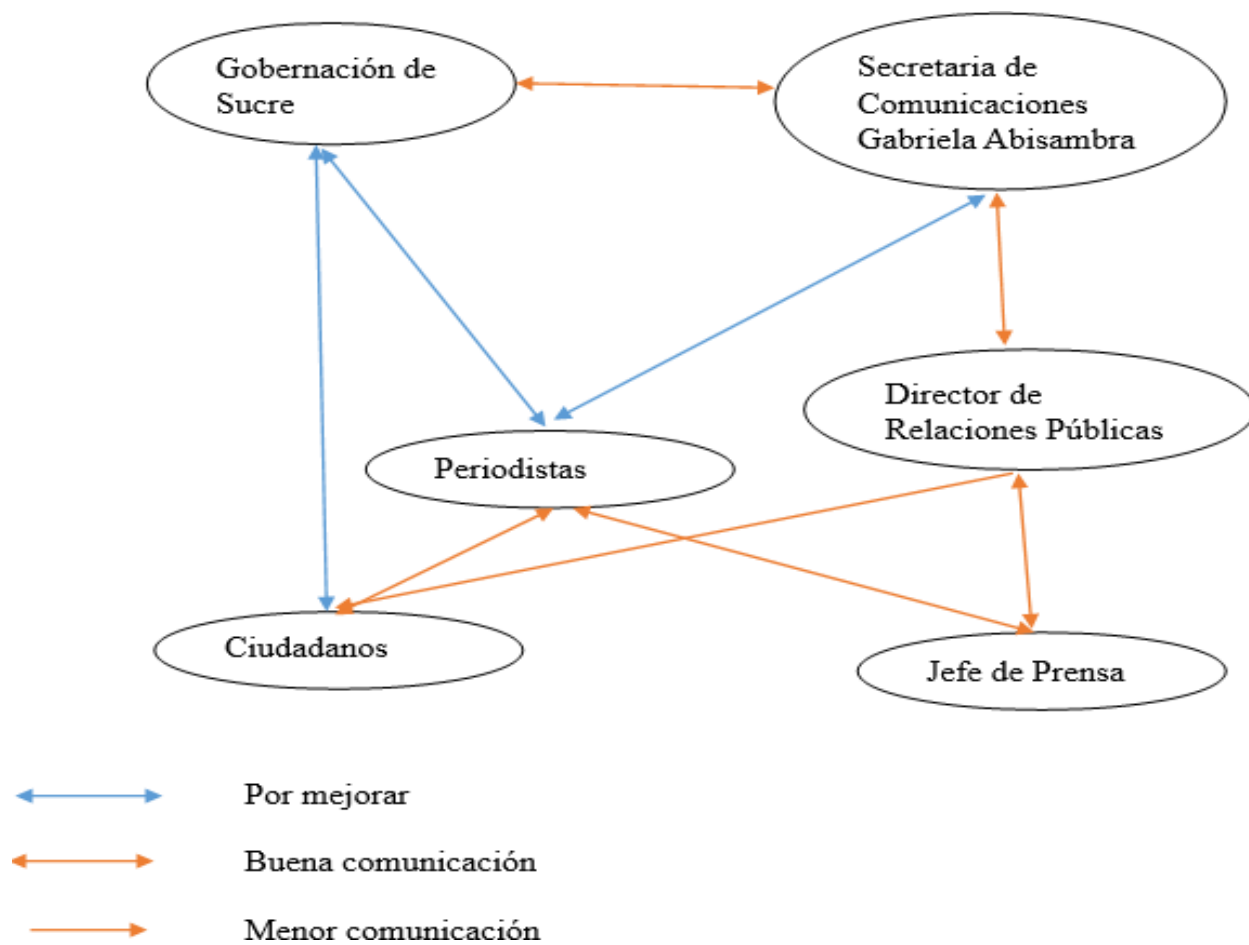 Gobernación de
Sucre
Secretaria de
Comunicaciones
Gabriela Abisambra
Director de
Relaciones Públicas
Periodistas
Ciudadanos
Jefe de Prensa
Por mejorar
Buena comunicación
Menor comunicación